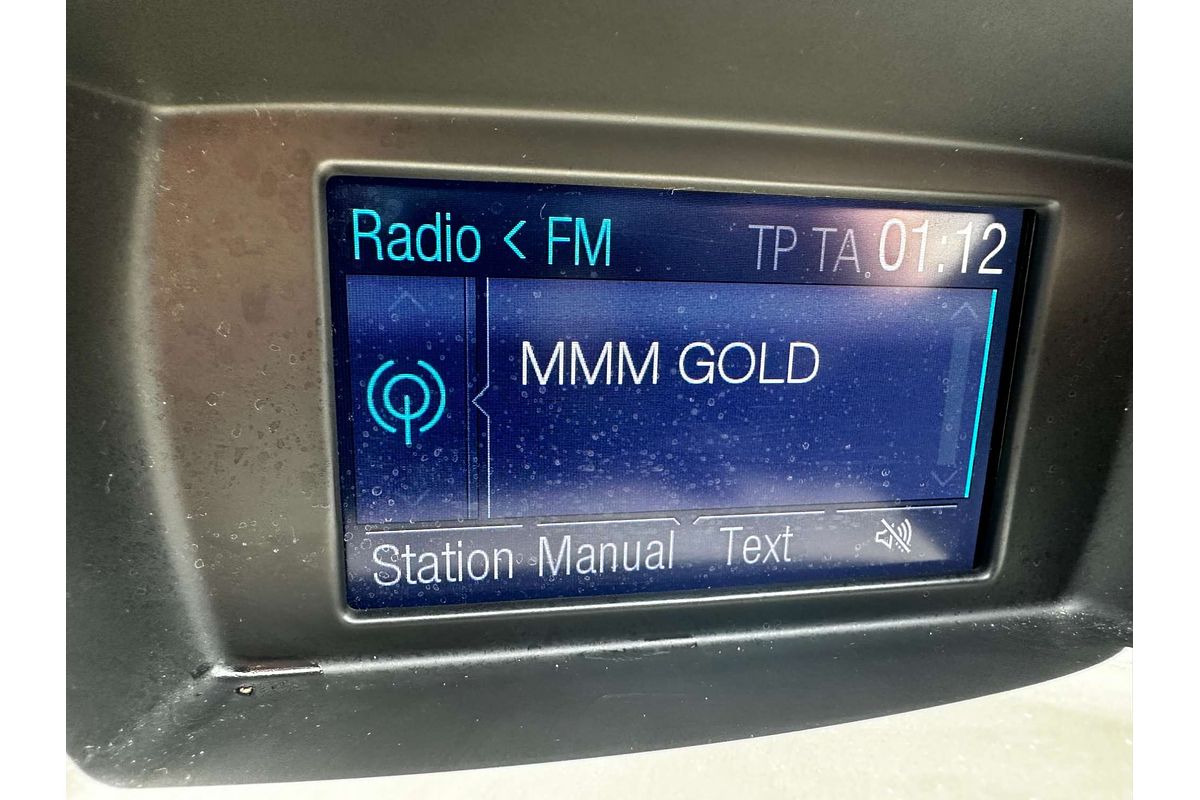 Radio < FM TP TA 01:12
MMM GOLD
Station Manual Text